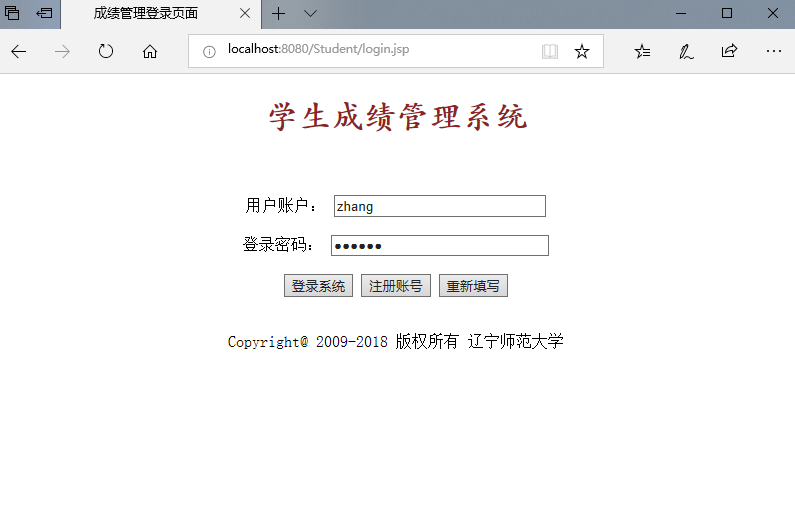 成绩管理登录页面
localhost:8080/Student/login.jsp
学生成绩管理系统
用户账户： zhang
登录密码： ●●●●●●
登录系统 注册账号 重新填写
Copyright@ 2009-2018 版权所有 辽宁师范大学